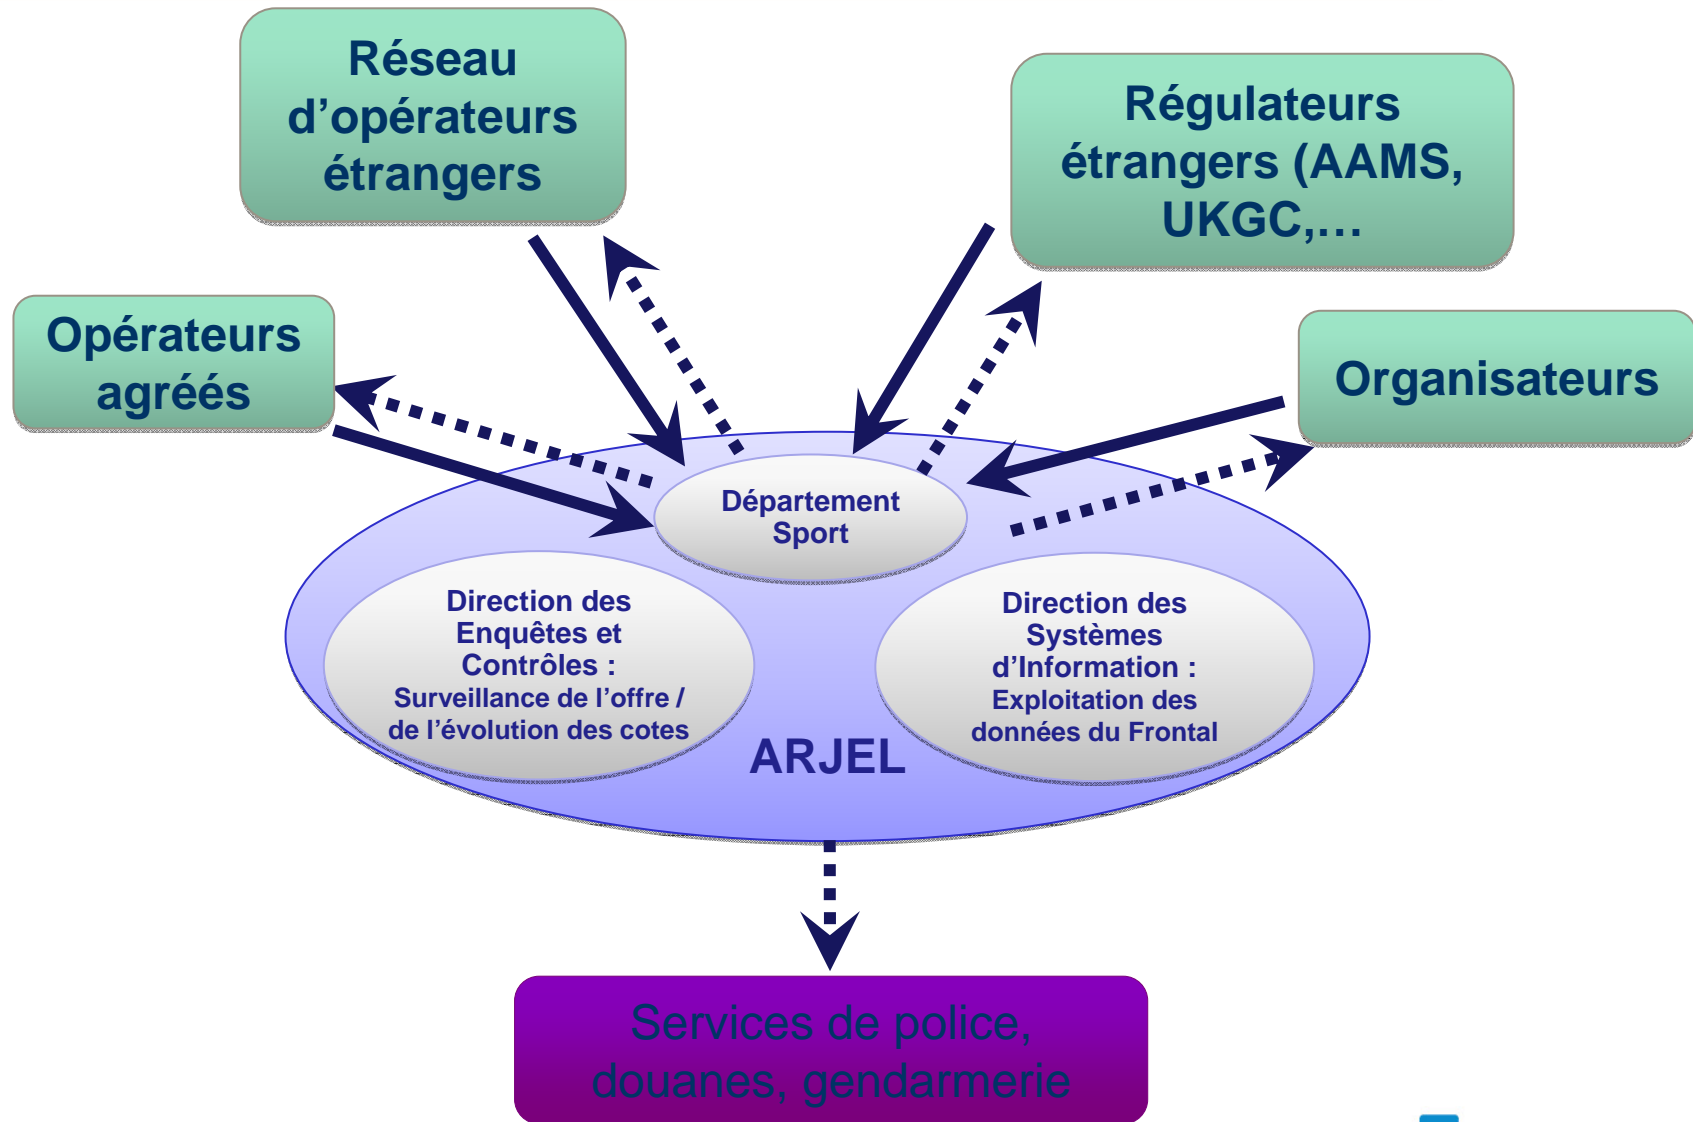 Réseau
d’opérateurs
étrangers
Régulateurs
étrangers (AAMS,
UKGC,…
Opérateurs
agréés
Organisateurs
Département
Sport
Direction des
Enquêtes et
Contrôles :
Surveillance de l’offre /
de l’évolution des cotes
Direction des
Systèmes
d’Information :
Exploitation des
données du Frontal
ARJEL
Services de police,
douanes, gendarmerie